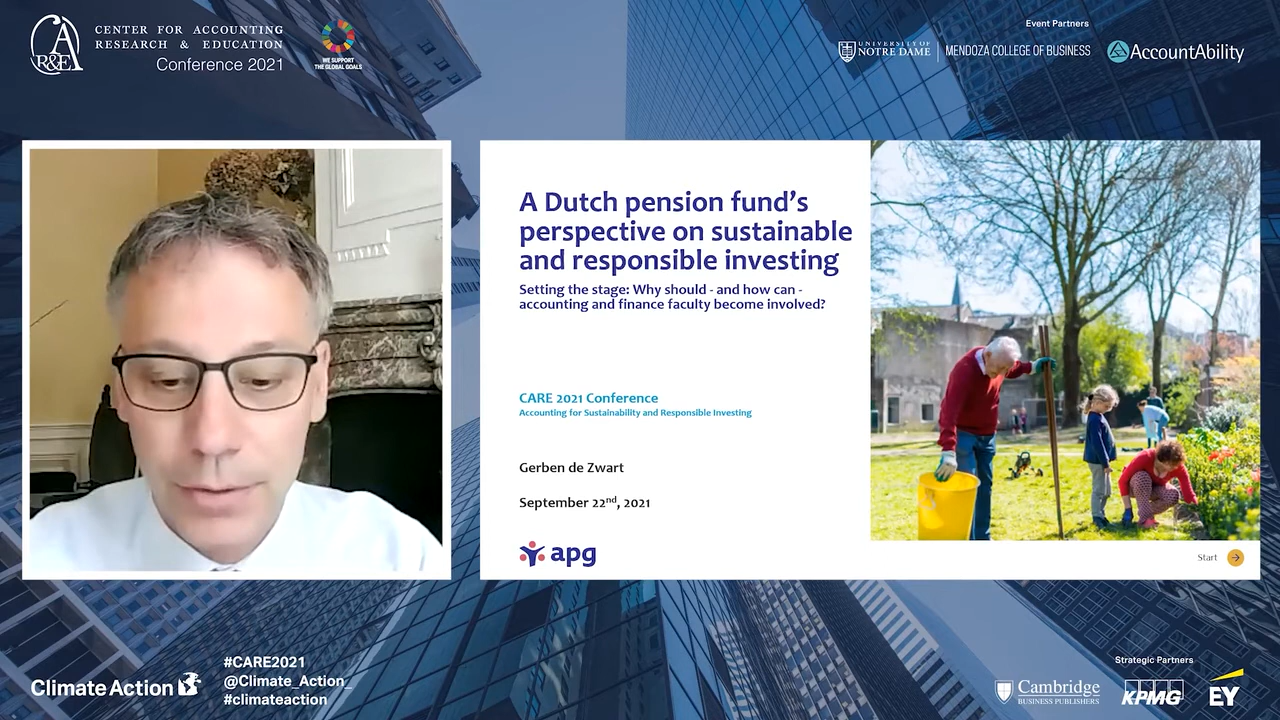 CENTER FOR ACCOUNTING
RESEARCH & EDUCATION
Conference 2021
CAR&E
WE SUPPORT
THE GLOBAL GOALS
Event Partners
UNIVERSITY OF
NOTRE DAME
MENDOZA COLLEGE OF BUSINESS
AccountAbility
A Dutch pension fund’s
perspective on sustainable
and responsible investing
Setting the stage: Why should - and how can -
accounting and finance faculty become involved?
CARE 2021 Conference
Accounting for Sustainability and Responsible Investing
Gerben de Zwart
September 22nd, 2021
apg
Start
Climate Action
#CARE2021
@Climate_Action_
#climateaction
Strategic Partners
Cambridge
BUSINESS PUBLISHERS
KPMG
EY